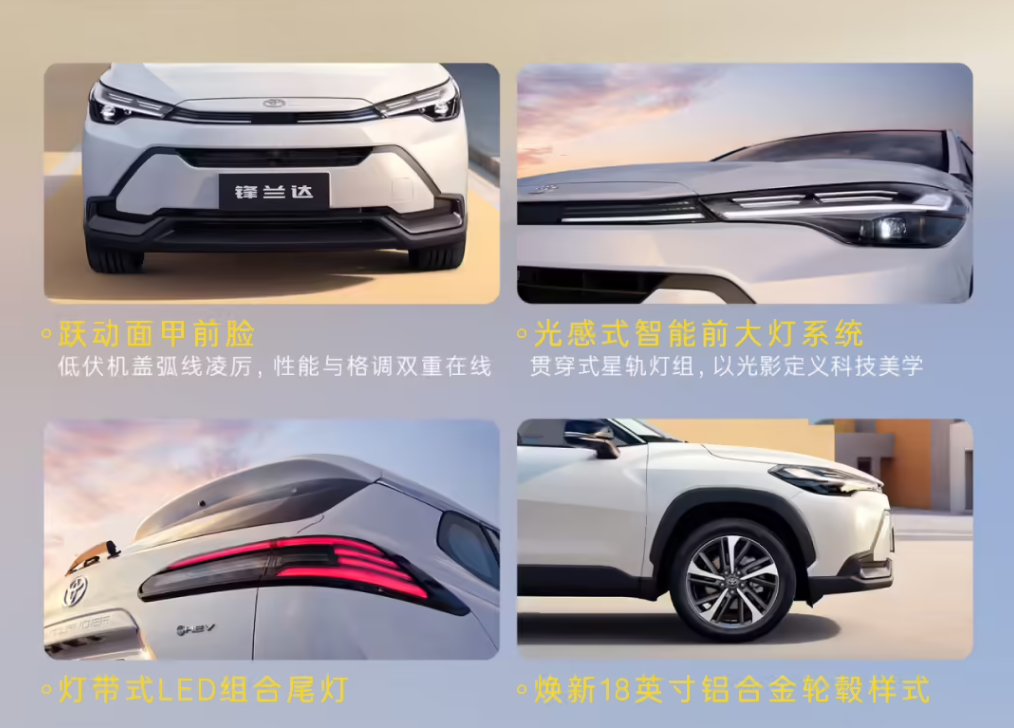 锋兰达
跃动面甲前脸
低伏机盖弧线凌厉，性能与格调双重在线
光感式智能前大灯系统
贯穿式星轨灯组，以光影定义科技美学
HEV
灯带式LED组合尾灯
焕新18英寸铝合金轮毂样式